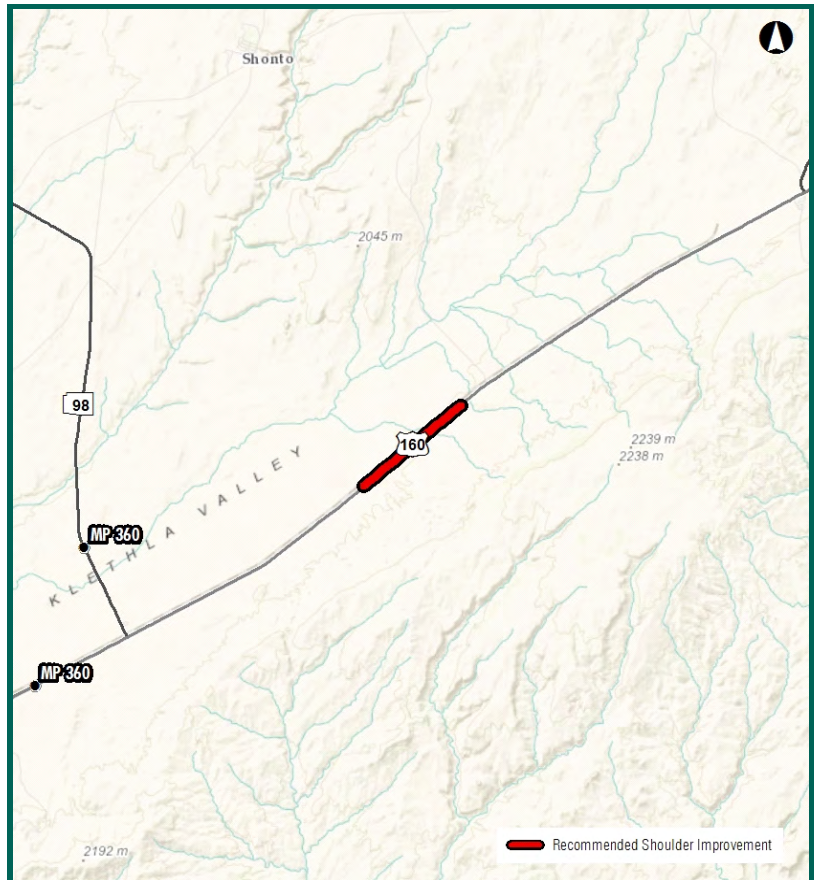 Shonto
2045 m
98
160
2239 m
2238 m
KLETHLA VALLEY
MP 360
MP 360
2192 m
Recommended Shoulder Improvement